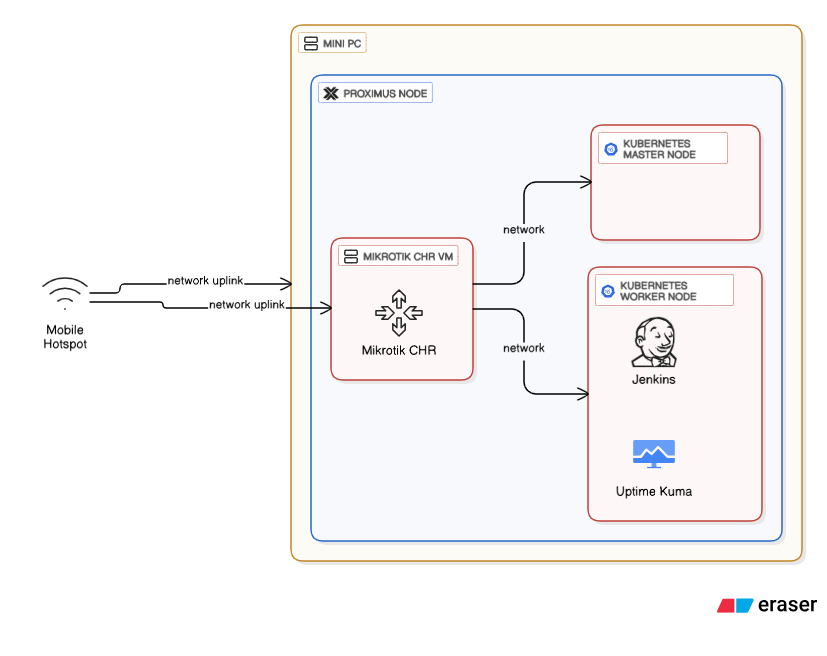 MINI PC
PROXIMUS NODE
KUBERNETES
MASTER NODE
network
MIKROTIK CHR VM
network uplink
network uplink
Mobile
Hotspot
Mikrotik CHR
network
KUBERNETES
WORKER NODE
Jenkins
Uptime Kuma
eraser